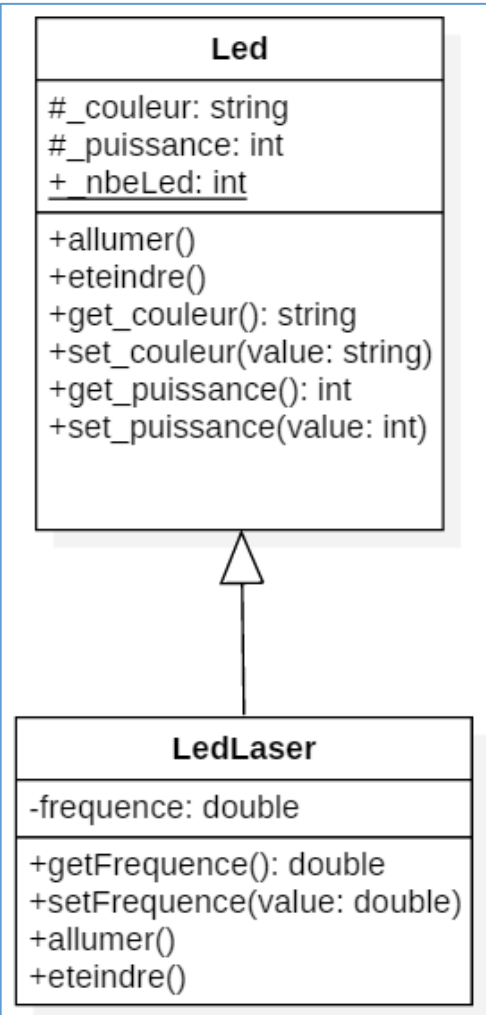 Led
#_couleur: string
#_puissance: int
+_nbeLed: int
+allumer()
+eteindre()
+get_couleur(): string
+set_couleur(value: string)
+get_puissance(): int
+set_puissance(value: int)
LedLaser
-frequence: double
+getFrequence(): double
+setFrequence(value: double)
+allumer()
+eteindre()